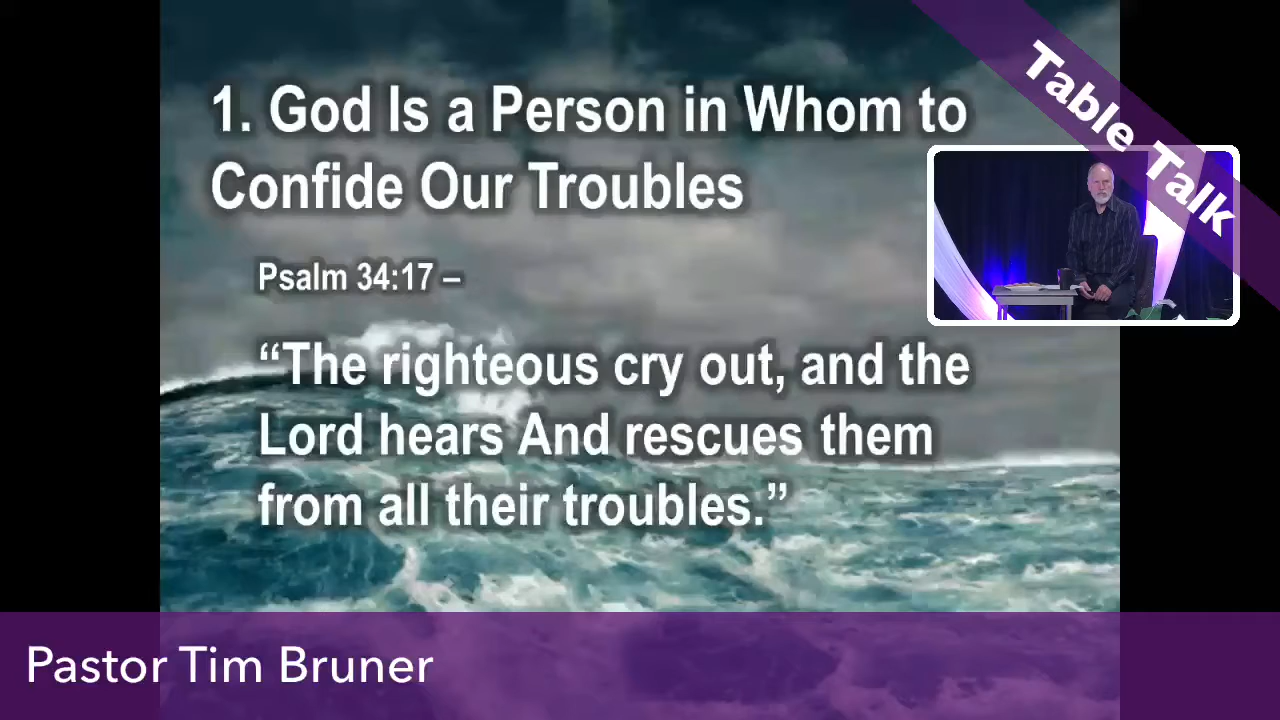 1. God Is a Person in Whom to
Confide Our Troubles
Psalm 34:17 –
“The righteous cry out, and the
Lord hears And rescues them
from all their troubles.”
Table Talk
Pastor Tim Bruner